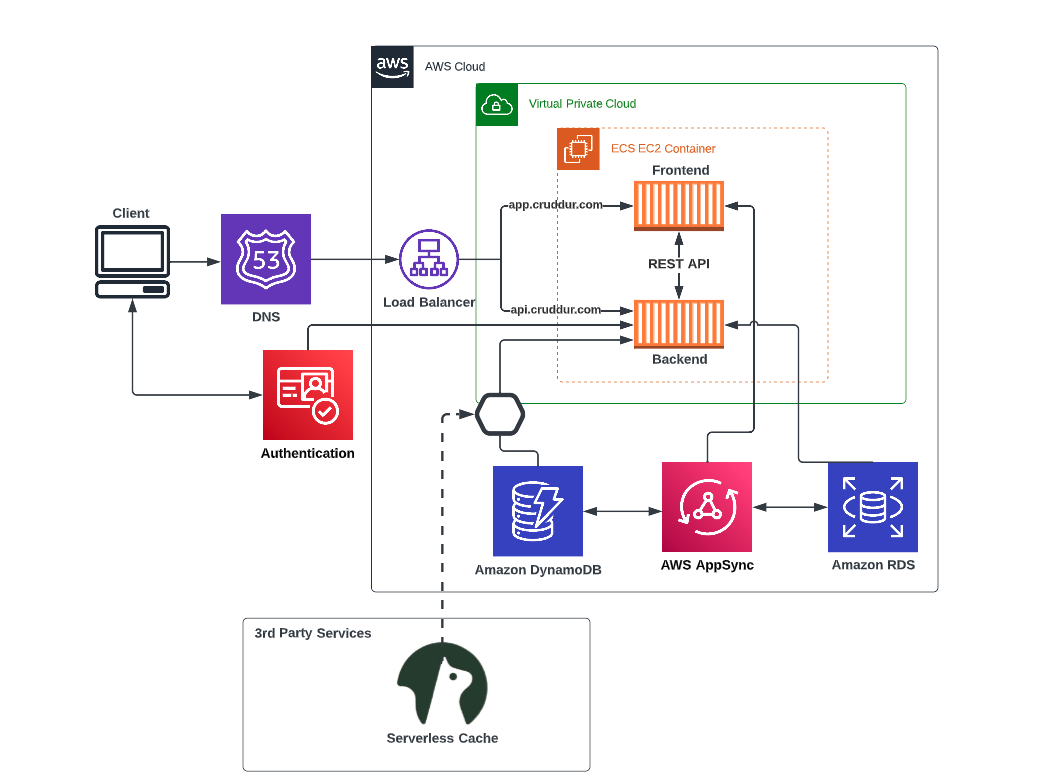 aws
AWS Cloud
Virtual Private Cloud
ECS EC2 Container
Frontend
app.cruddur.com
Client
53
REST API
Load Balancer
api.cruddur.com
DNS
Backend
Authentication
Amazon DynamoDB
AWS AppSync
Amazon RDS
3rd Party Services
Serverless Cache